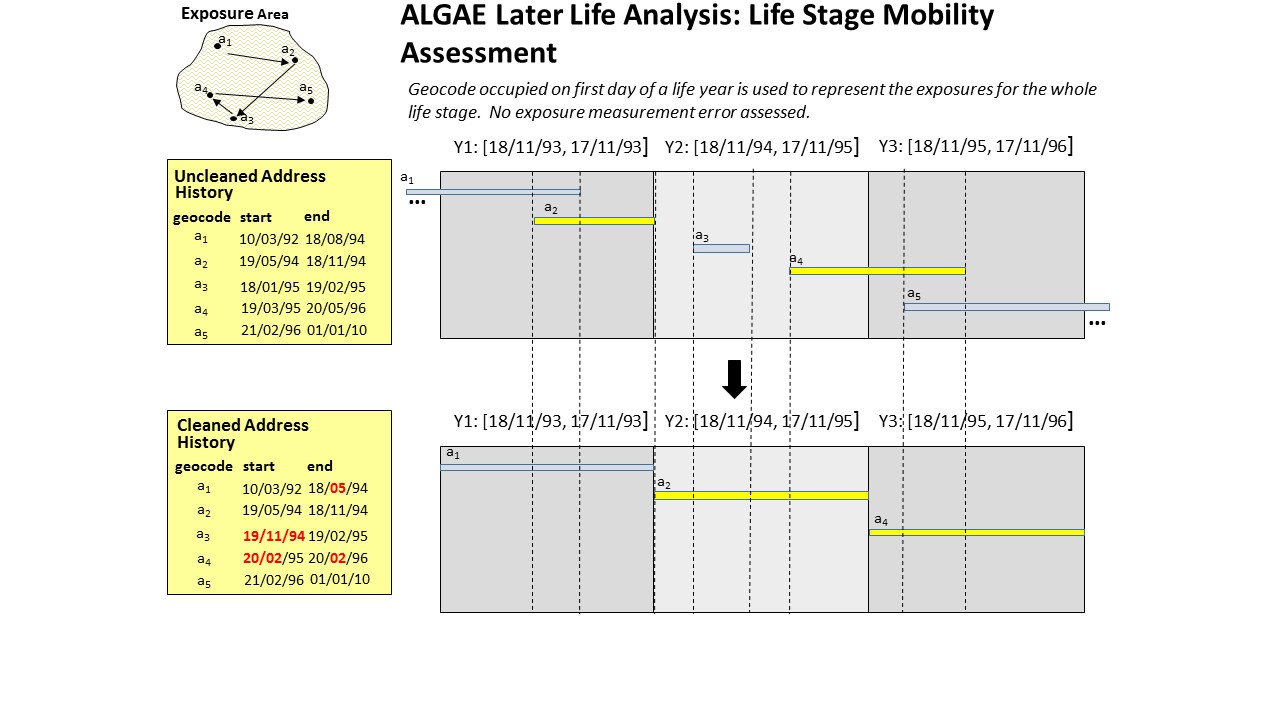 Exposure Area
a1
a2
a4
a5
a3
ALGAE Later Life Analysis: Life Stage Mobility
Assessment
Geocode occupied on first day of a life year is used to represent the exposures for the whole
life stage. No exposure measurement error assessed.
Y1: [18/11/93, 17/11/93] Y2: [18/11/94, 17/11/95] Y3: [18/11/95, 17/11/96]
Uncleaned Address
History
geocode start end
a1 10/03/92 18/08/94
a2 19/05/94 18/11/94
a3 18/01/95 19/02/95
a4 19/03/95 20/05/96
a5 21/02/96 01/01/10
a1
...
a2
a3
a4
a5
...
Y1: [18/11/93, 17/11/93] Y2: [18/11/94, 17/11/95] Y3: [18/11/95, 17/11/96]
Cleaned Address
History
geocode start end
a1 10/03/92 18/05/94
a2 19/05/94 18/11/94
a3 19/11/94 19/02/95
a4 20/02/95 20/02/96
a5 21/02/96 01/01/10
a1
a2
a4